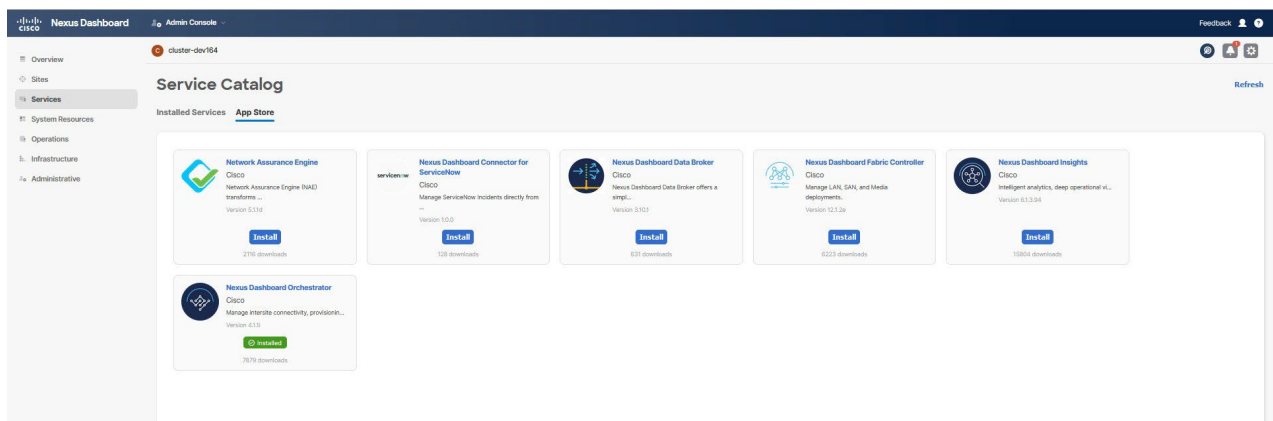 cisco Nexus Dashboard
Admin Console
Feedback
Overview
Sites
Services
System Resources
Operations
Infrastructure
Administrative
C cluster-dev164
1
Service Catalog
Refresh
Installed Services App Store
Network Assurance Engine
Cisco
Network Assurance Engine (NAE)
transforms ...
Version 5.1.1d
Install
2116 downloads
servicenow
Nexus Dashboard Connector for
ServiceNow
Cisco
Manage ServiceNow Incidents directly from
...
Version 1.0.0
Install
128 downloads
Nexus Dashboard Data Broker
Cisco
Nexus Dashboard Data Broker offers a
simpl...
Version 3.10.1
Install
631 downloads
Nexus Dashboard Fabric Controller
Cisco
Manage LAN, SAN, and Media
deployments.
Version 12.1.2e
Install
6223 downloads
Nexus Dashboard Insights
Cisco
Intelligent analytics, deep operational vi...
Version 6.1.3.94
Install
15804 downloads
Nexus Dashboard Orchestrator
Cisco
Manage intersite connectivity, provisionin...
Version
Installed
7879 downloads